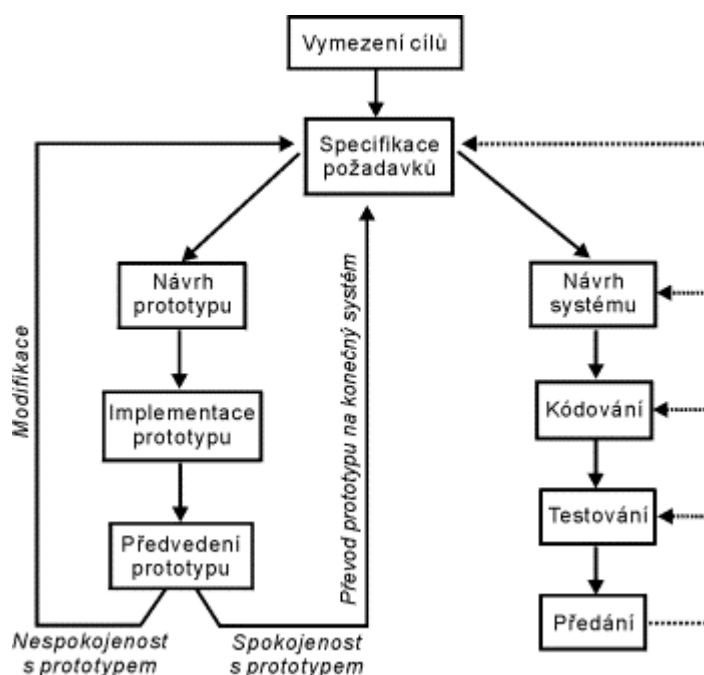 Vymezení cílů
Specifikace
požadavků
Návrh
prototypu
Implementace
prototypu
Předvedení
prototypu
Modifikace
Nespokojenost
s prototypem
Spokojenost
s prototypem
Převod prototypu na konečný systém
Návrh
systému
Kódování
Testování
Předání